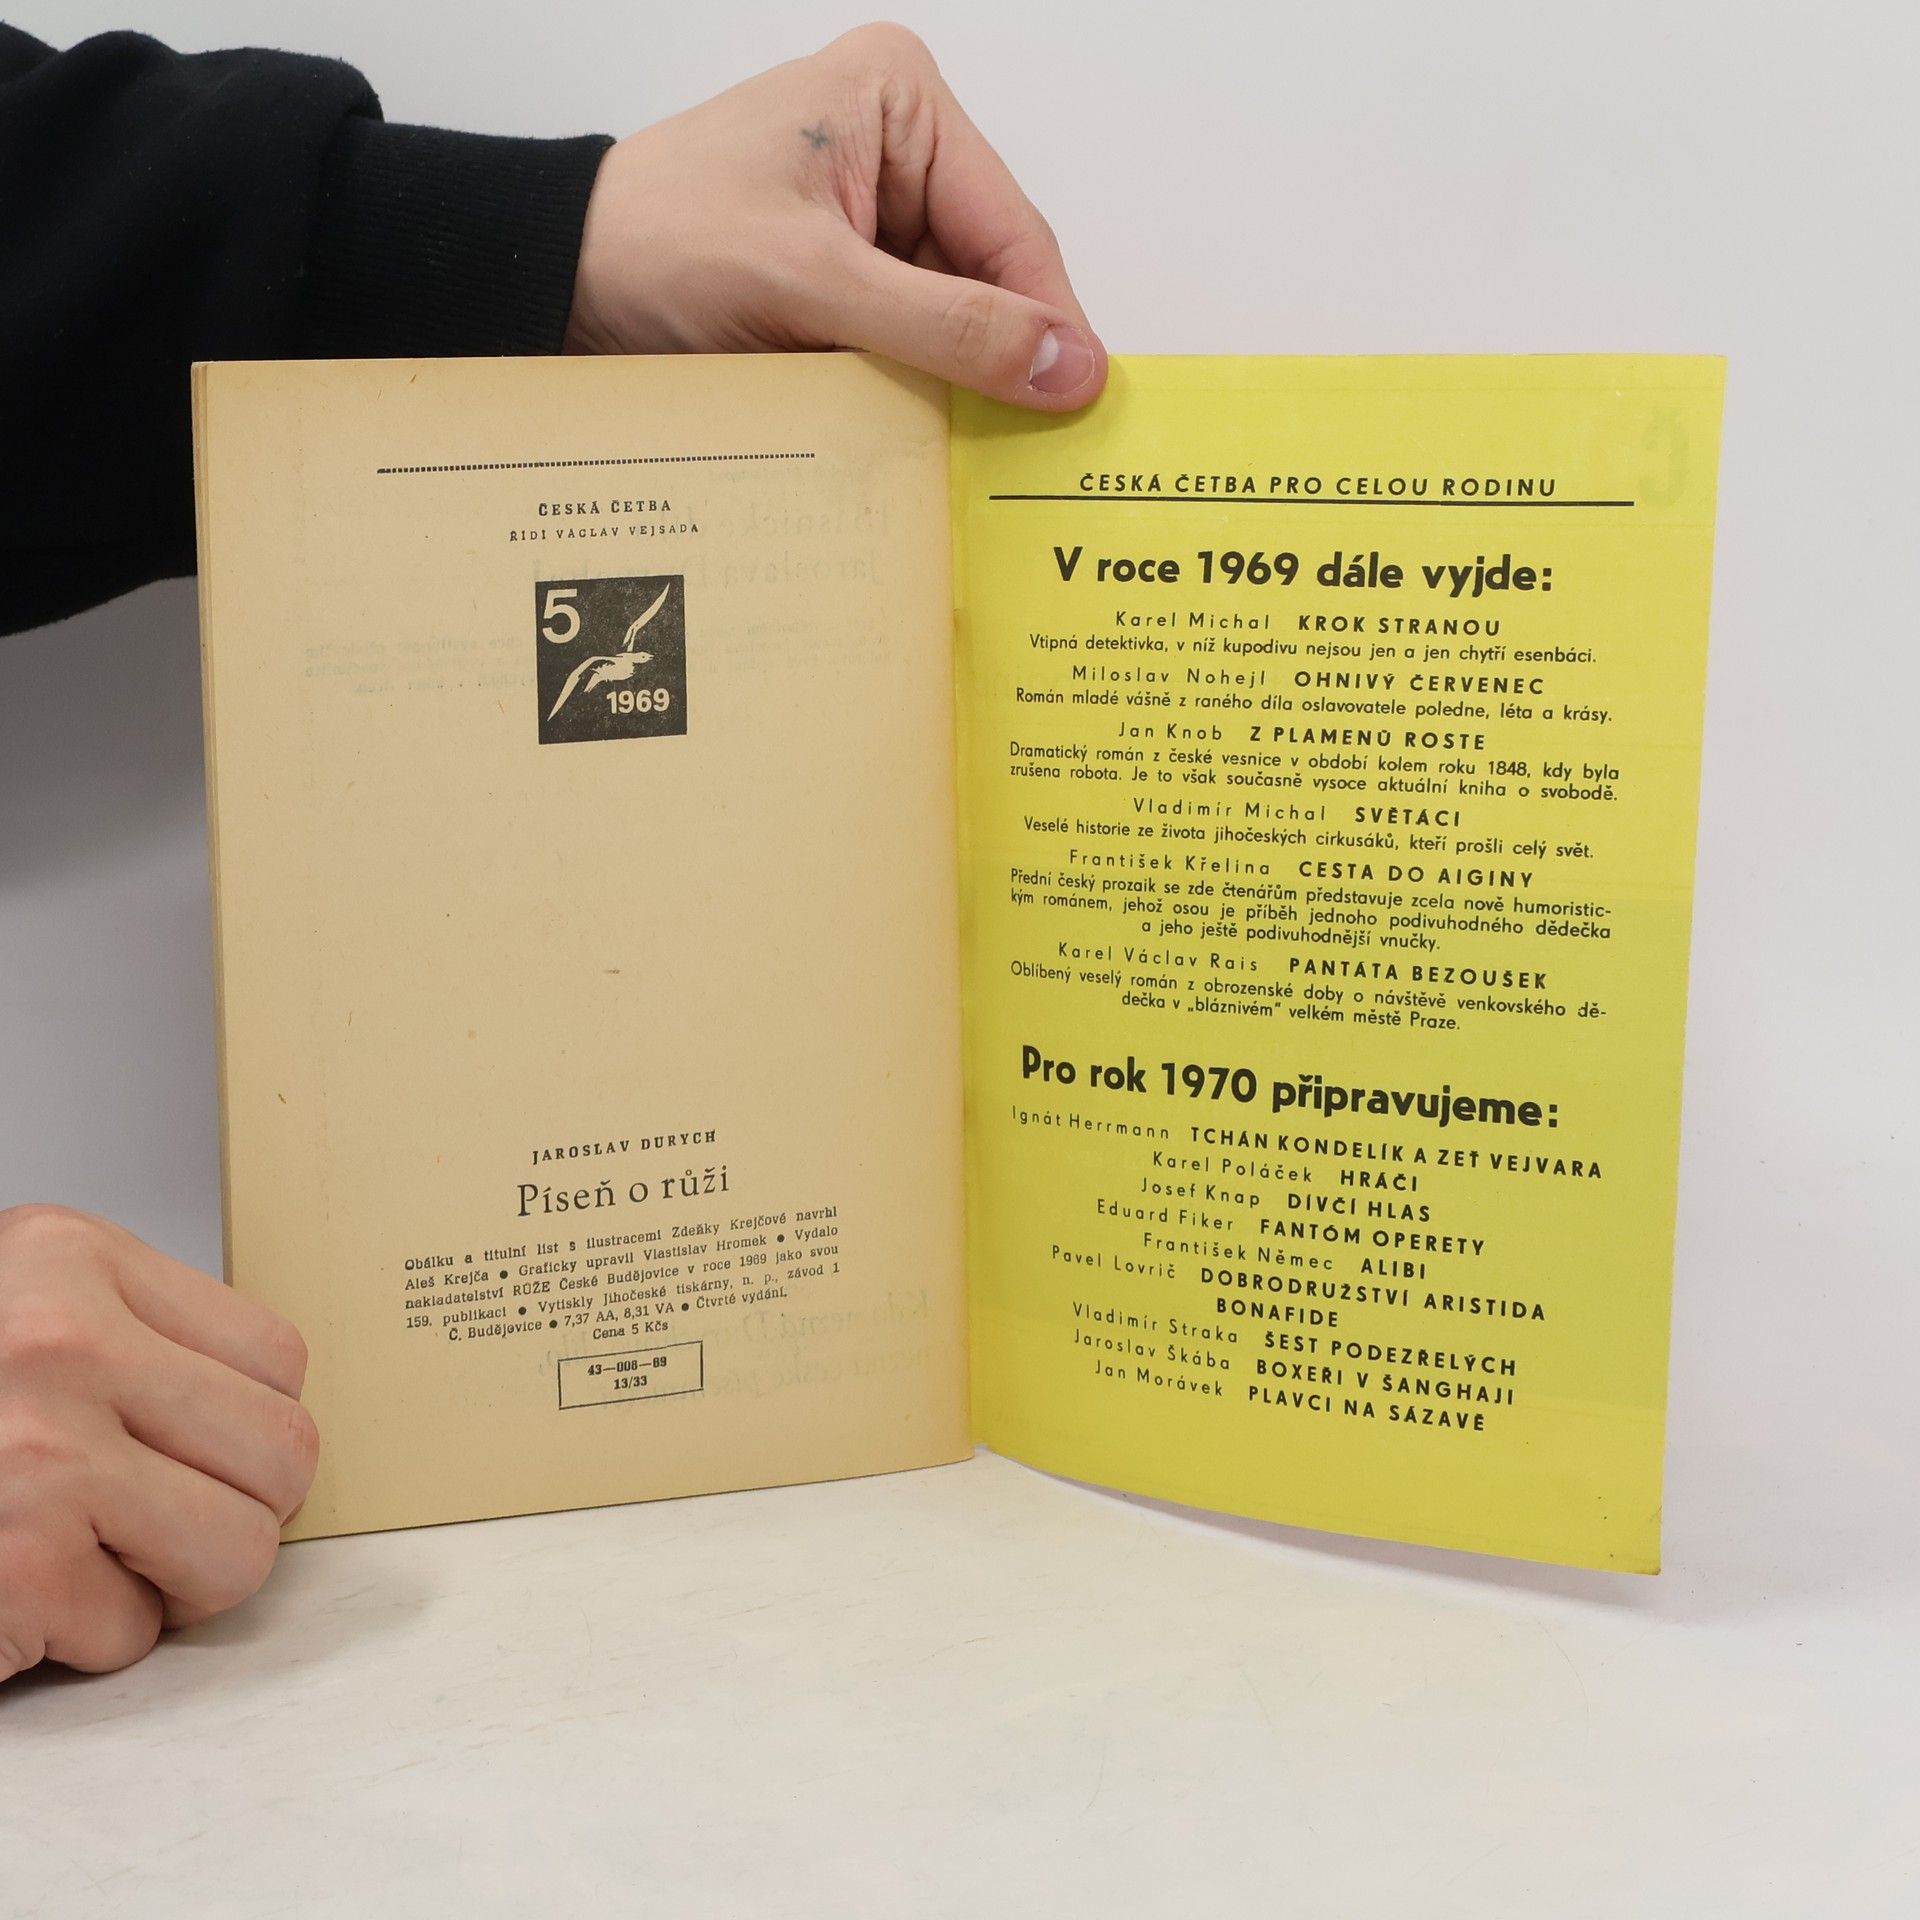 ČESKÁ ČETBA
ŘÍDÍ VÁCLAV VEJSADA
5
1969
JAROSLAV DURYCH
Píseň o růži
Obálku a titulní list s ilustracemi Zdeňky Krejčové navrhl
Aleš Krejča ● Graficky upravil Vlastislav Hromek ● Vydalo
nakladatelství RŮŽE České Budějovice v roce 1969 jako svou
159. publikaci ● Vytiskly Jihočeské tiskárny, n. p., závod 1
Č. Budějovice ● 7,37 AA, 8,31 VA ● Čtvrté vydání.
Cena 5 Kčs
43—008—69
13/33
ČESKÁ ČETBA PRO CELOU RODINU
V roce 1969 dále vyjde:
Karel Michal KROK STRANOU
Vtipná detektivka, v níž kupodivu nejsou jen a jen chytří esenbáci.
Miloslav Nohejl OHNIVÝ ČERVENEC
Román mladé vášně z raného díla oslavovatele poledne, léta a krásy.
Jan Knob Z PLAMENŮ ROSTE
Dramatický román z české vesnice v období kolem roku 1848, kdy byla
zrušena robota. Je to však současně vysoce aktuální kniha o svobodě.
Vladimír Michal SVĚTÁCI
Veselé historie ze života jihočeských cirkusáků, kteří prošli celý svět.
František Křelina CESTA DO AIGINY
Přední český prozaik se zde čtenářům představuje zcela nově humoristic-
kým románem, jehož osou je příběh jednoho podivuhodného dědečka
a jeho ještě podivuhodnější vnučky.
Karel Václav Rais PANTÁTA BEZOUŠEK
Oblíbený veselý román z obrozenské doby o návštěvě venkovského dě-
dečka v „bláznivém" velkém městě Praze.
Pro rok 1970 připravujeme:
Ignát Herrmann TCHÁN KONDELÍK A ZEŤ VEJVARA
Karel Poláček HRÁČI
Josef Knap DÍVČÍ HLAS
Eduard Fiker FANTÓM OPERETY
František Němec ALIBI
Pavel Lovrič DOBRODRUŽSTVÍ ARISTIDA
BONAFIDE
Vladimír Straka ŠEST PODEZŘELÝCH
Jaroslav Škába BOXEŘI V ŠANGHAJI
Jan Morávek PLAVCI NA SÁZAVĚ